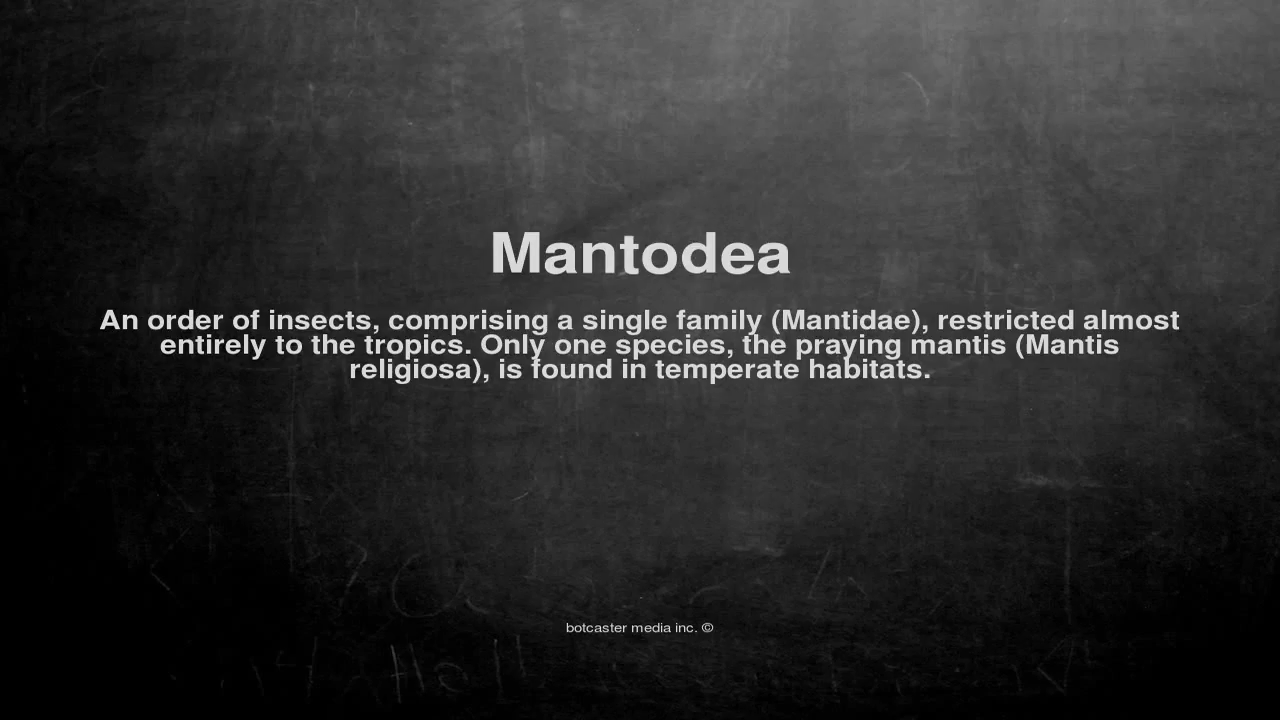 Mantodea
An order of insects, comprising a single family (Mantidae), restricted almost
entirely to the tropics. Only one species, the praying mantis (Mantis
religiosa), is found in temperate habitats.
botcaster media inc. ©